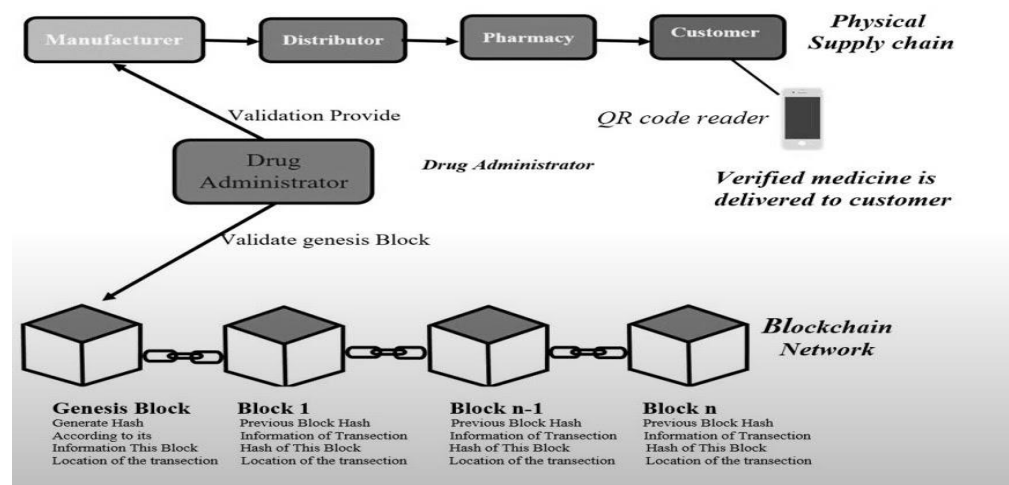 Manufacturer
Distributor
Pharmacy
Customer
Physical
Supply chain
Validation Provide
QR code reader
Drug
Administrator
Drug Administrator
Verified medicine is
delivered to customer
Validate genesis Block
Blockchain
Network
Genesis Block
Generate Hash
According to its
Information This Block
Location of the transection
Block 1
Previous Block Hash
Information of Transection
Hash of This Block
Location of the transection
Block n-1
Previous Block Hash
Information of Transection
Hash of This Block
Location of the transection
Block n
Previous Block Hash
Information of Transection
Hash of This Block
Location of the transection